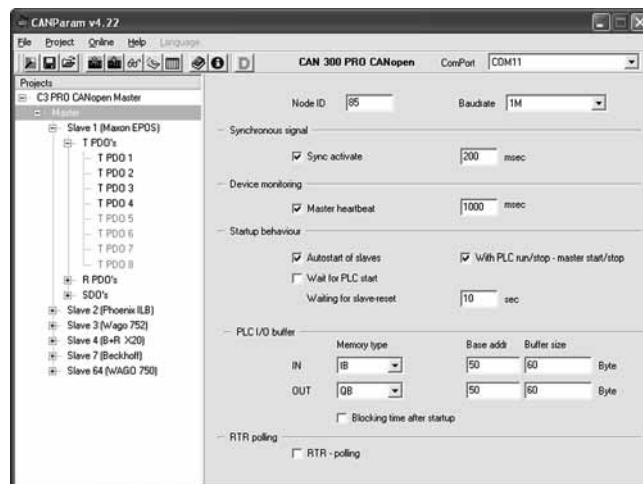 CANParam v4.22
File Project Online Help Language
D CAN 300 PRO CANopen ComPort COM11
Projects
C3 PRO CANopen Master
Master
Slave 1 (Maxon EPOS)
T PDO's
T PDO 1
T PDO 2
T PDO 3
T PDO 4
T PDO 5
T PDO 6
T PDO 7
T PDO 8
R PDO's
SDO's
Slave 2 (Phoenix ILB)
Slave 3 (Wago 752)
Slave 4 (B+R X20)
Slave 7 (Beckhoff)
Slave 64 (WAGO 750)
Node ID 85 Baudrate 1M
Synchronous signal
Sync activate 200 msec
Device monitoring
Master heartbeat 1000 msec
Startup behaviour
Autostart of slaves With PLC run/stop - master start/stop
Wait for PLC start
Waiting for slave-reset 10 sec
PLC I/O buffer
Memory type Base addr Buffer size
IN IB 50 60 Byte
OUT QB 50 60 Byte
Blocking time after startup
RTR polling
RTR - polling